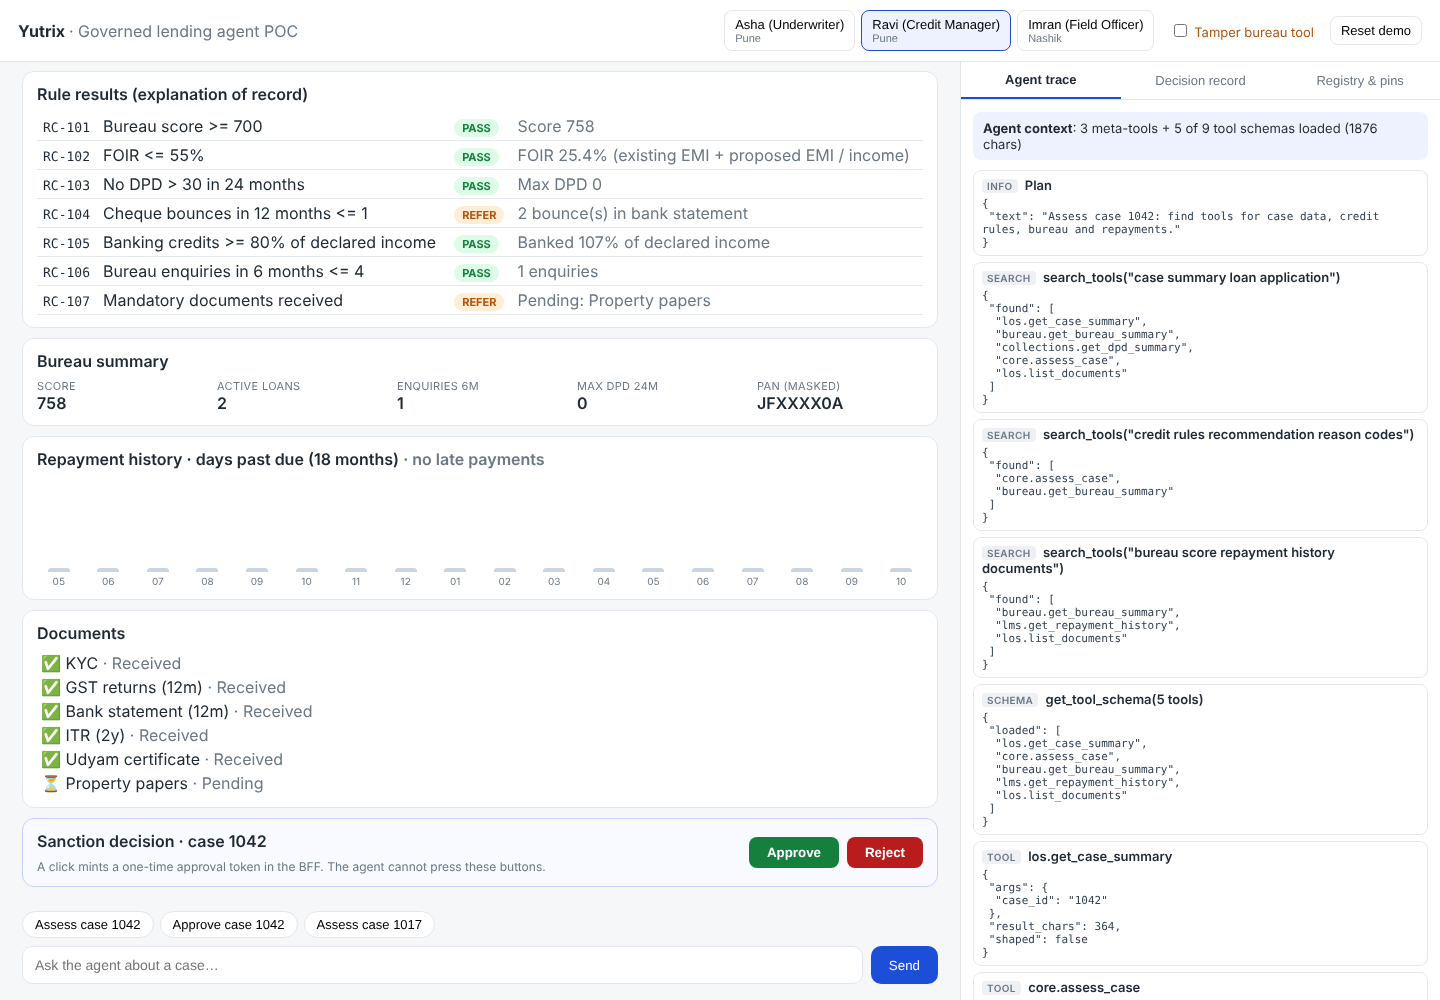 Yutrix · Governed lending agent POC
Asha (Underwriter)
Pune
Ravi (Credit Manager)
Pune
Imran (Field Officer)
Nashik
Tamper bureau tool
Reset demo
Rule results (explanation of record)
RC-101 Bureau score >= 700 PASS Score 758
RC-102 FOIR <= 55% PASS FOIR 25.4% (existing EMI + proposed EMI / income)
RC-103 No DPD > 30 in 24 months PASS Max DPD 0
RC-104 Cheque bounces in 12 months <= 1 REFER 2 bounce(s) in bank statement
RC-105 Banking credits >= 80% of declared income PASS Banked 107% of declared income
RC-106 Bureau enquiries in 6 months <= 4 PASS 1 enquiries
RC-107 Mandatory documents received REFER Pending: Property papers
Bureau summary
SCORE ACTIVE LOANS ENQUIRIES 6M MAX DPD 24M PAN (MASKED)
758 2 1 0 JFXXXX0A
Repayment history · days past due (18 months) · no late payments
05 06 07 08 09 10 11 12 01 02 03 04 05 06 07 08 09 10
Documents
✅ KYC · Received
✅ GST returns (12m) · Received
✅ Bank statement (12m) · Received
✅ ITR (2y) · Received
✅ Udyam certificate · Received
⏳ Property papers · Pending
Sanction decision · case 1042
A click mints a one-time approval token in the BFF. The agent cannot press these buttons.
Approve Reject
Assess case 1042 Approve case 1042 Assess case 1017
Ask the agent about a case…
Send
Agent trace Decision record Registry & pins
Agent context: 3 meta-tools + 5 of 9 tool schemas loaded (1876
chars)
INFO Plan
{
"text": "Assess case 1042: find tools for case data, credit
rules, bureau and repayments."
}
SEARCH search_tools("case summary loan application")
{
"found": [
"los.get_case_summary",
"bureau.get_bureau_summary",
"collections.get_dpd_summary",
"core.assess_case",
"los.list_documents"
]
}
SEARCH search_tools("credit rules recommendation reason codes")
{
"found": [
"core.assess_case",
"bureau.get_bureau_summary"
]
}
SEARCH search_tools("bureau score repayment history
documents")
{
"found": [
"bureau.get_bureau_summary",
"lms.get_repayment_history",
"los.list_documents"
]
}
SCHEMA get_tool_schema(5 tools)
{
"loaded": [
"los.get_case_summary",
"core.assess_case",
"bureau.get_bureau_summary",
"lms.get_repayment_history",
"los.list_documents"
]
}
TOOL los.get_case_summary
{
"args": {
"case_id": "1042"
},
"result_chars": 364,
"shaped": false
}
TOOL core.assess_case